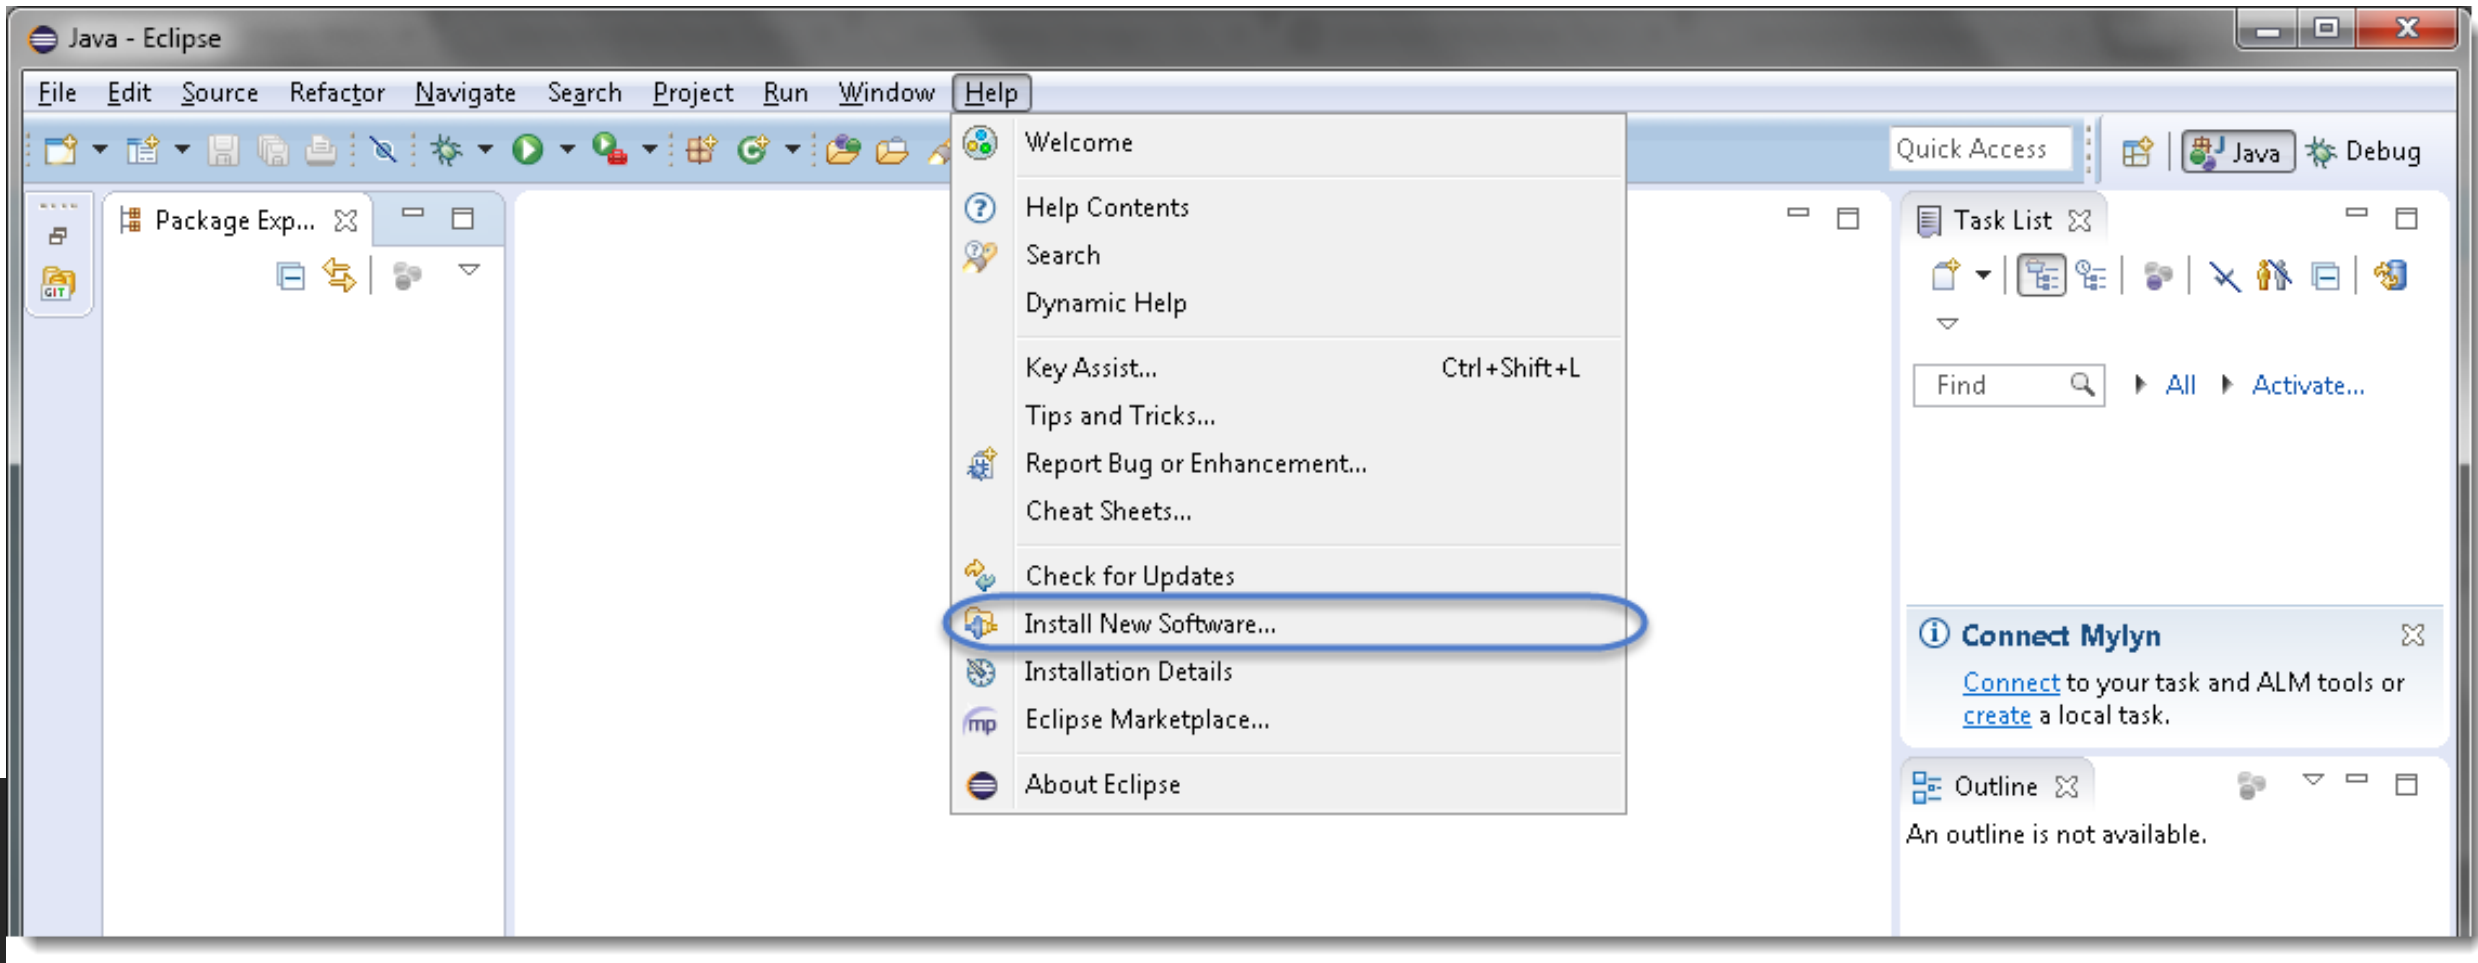 Java - Eclipse
File Edit Source Refactor Navigate Search Project Run Window Help
Quick Access Java Debug
Package Exp...
GIT
Welcome
Help Contents
Search
Dynamic Help
Key Assist... Ctrl+Shift+L
Tips and Tricks...
Report Bug or Enhancement...
Cheat Sheets...
Check for Updates
Install New Software...
Installation Details
mp Eclipse Marketplace...
About Eclipse
Task List
Find All Activate...
Connect Mylyn
Connect to your task and ALM tools or
create a local task.
Outline
An outline is not available.